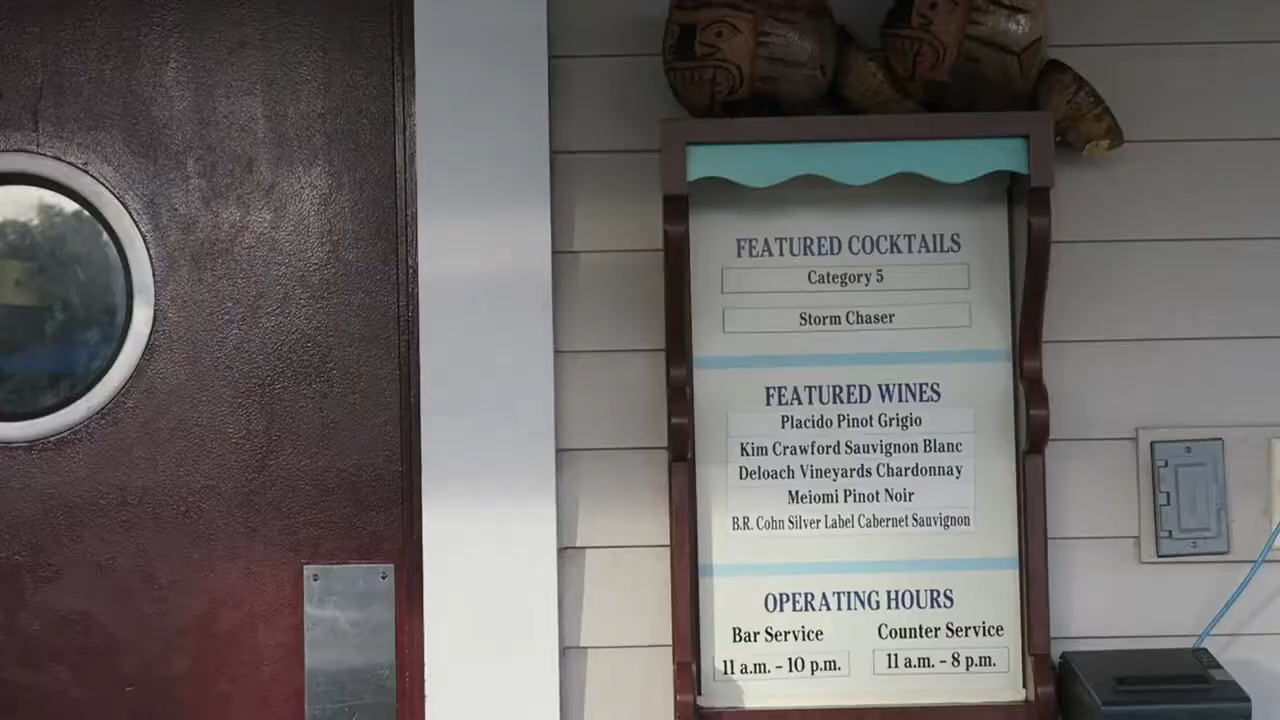 FEATURED COCKTAILS
Category 5
Storm Chaser
FEATURED WINES
Placido Pinot Grigio
Kim Crawford Sauvignon Blanc
Deloach Vineyards Chardonnay
Meiomi Pinot Noir
B.R. Cohn Silver Label Cabernet Sauvignon
OPERATING HOURS
Bar Service Counter Service
11 a.m. - 10 p.m. 11 a.m. - 8 p.m.